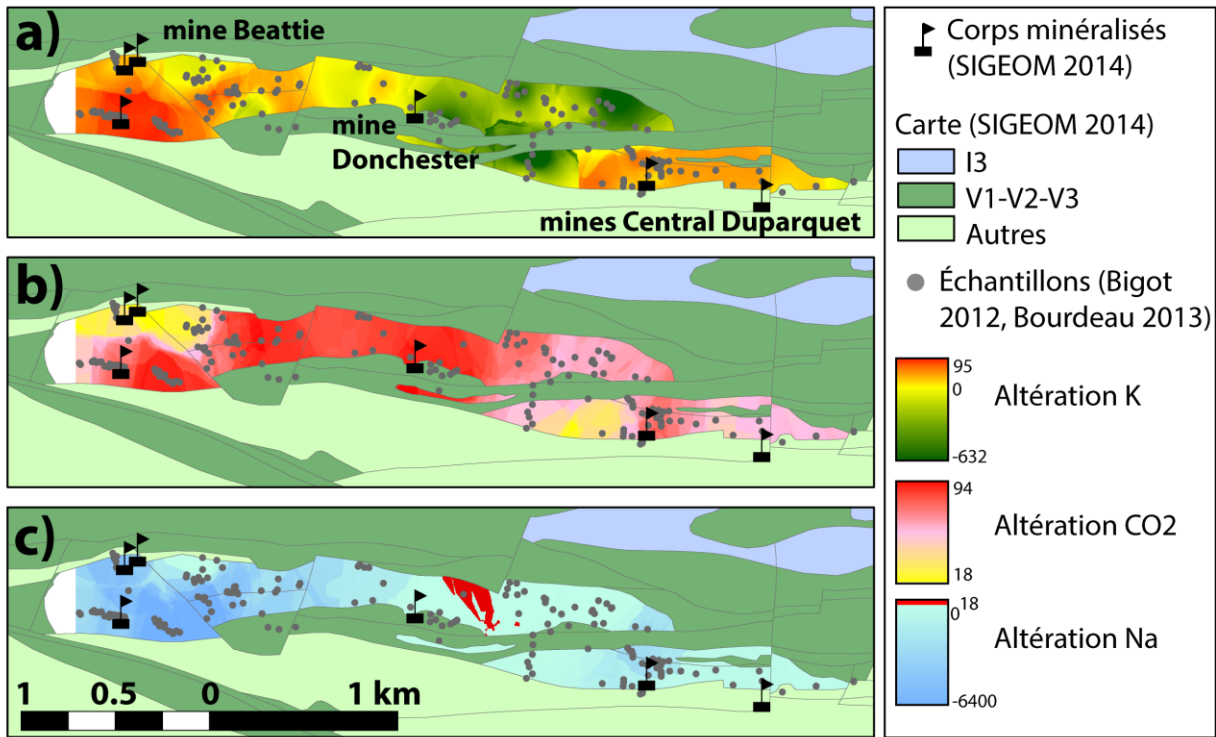 a)
mine Beattie
mine
Donchester
mines Central Duparquet
b)
c)
1 0.5 0 1 km
Corps minéralisés
(SIGEOM 2014)
Carte (SIGEOM 2014)
I3
V1-V2-V3
Autres
Échantillons (Bigot
2012, Bourdeau 2013)
95
0
Altération K
-632
94
Altération CO2
18
18
0
Altération Na
-6400